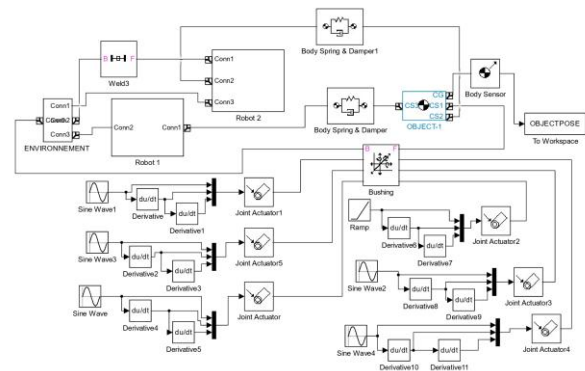 Body Spring & Damper1
B
F
Weld3
Conn1
Conn2
Conn3
Robot 2
Conn1
Conn2
Conn3
ENVIRONNEMENT
Conn2
Conn1
Robot 1
Body Spring & Damper
CG
CS3
CS1
CS2
OBJECT-1
Body Sensor
OBJECTPOSE
To Workspace
B
F
Bushing
Sine Wave1
du/dt
Derivative
du/dt
Derivative1
Joint Actuator1
Ramp
du/dt
Derivative6
du/dt
Derivative7
Joint Actuator2
Sine Wave3
du/dt
Derivative2
du/dt
Derivative3
Joint Actuator5
Sine Wave2
du/dt
Derivative8
du/dt
Derivative9
Joint Actuator3
Sine Wave
du/dt
Derivative4
du/dt
Derivative5
Joint Actuator
Sine Wave4
du/dt
Derivative10
du/dt
Derivative11
Joint Actuator4